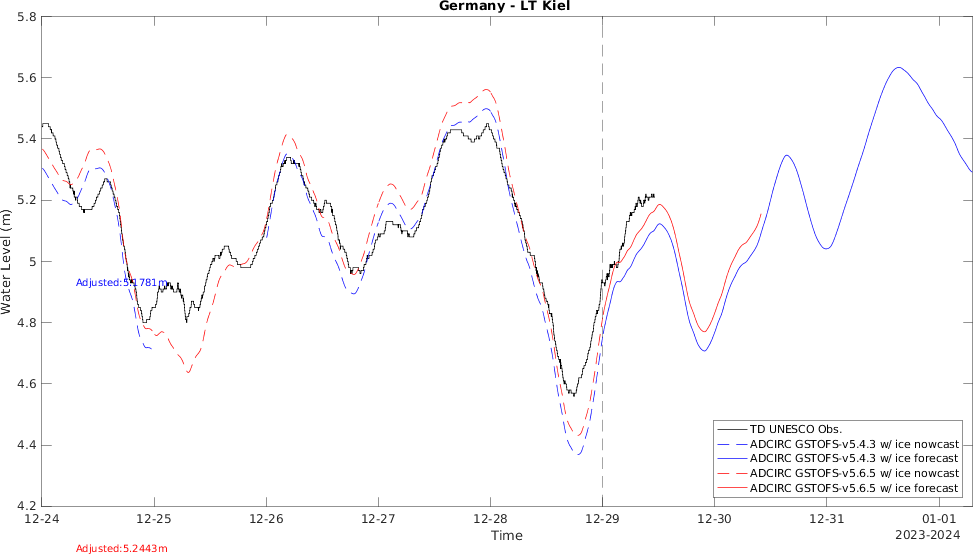 Germany - LT Kiel
5.8
5.6
5.4
5.2
5
4.8
4.6
4.4
4.2
Water Level (m)
12-24
12-25
12-26
12-27
12-28
12-29
12-30
12-31
01-01
Time
2023-2024
TD UNESCO Obs.
ADCIRC GSTOFS-v5.4.3 w/ ice nowcast
ADCIRC GSTOFS-v5.4.3 w/ ice forecast
ADCIRC GSTOFS-v5.6.5 w/ ice nowcast
ADCIRC GSTOFS-v5.6.5 w/ ice forecast
Adjusted:5.2443m